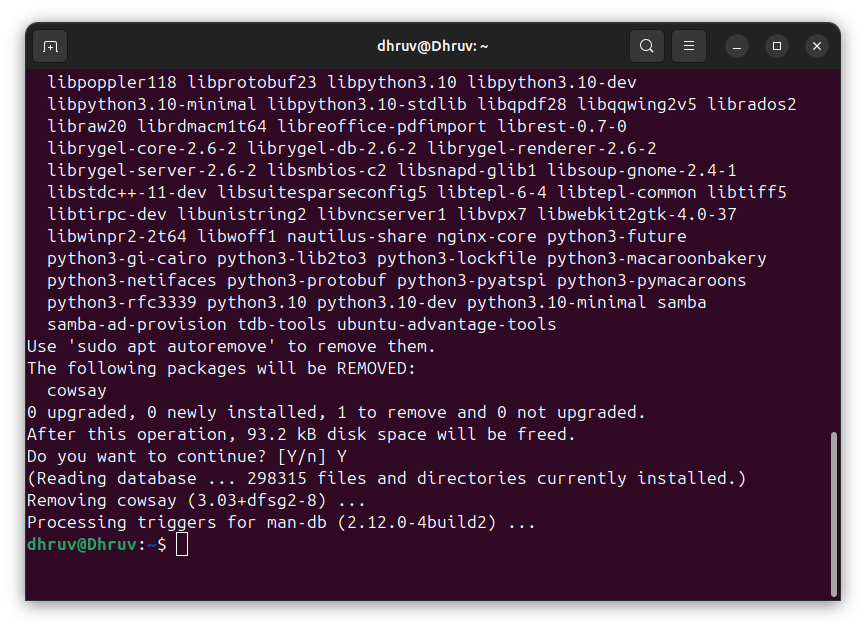 dhruv@Dhruv: ~
libpoppler118 libprotobuf23 libpython3.10 libpython3.10-dev
libpython3.10-minimal libpython3.10-stdlib libqpdf28 libqqwing2v5 librados2
libraw20 librdmacm1t64 libreoffice-pdfimport librest-0.7-0
librygel-core-2.6-2 librygel-db-2.6-2 librygel-renderer-2.6-2
librygel-server-2.6-2 libsmbios-c2 libsnapd-glib1 libsoup-gnome-2.4-1
libstdc++-11-dev libsuitesparseconfig5 libtepl-6-4 libtepl-common libtiff5
libtirpc-dev libunistring2 libvncserver1 libvpx7 libwebkit2gtk-4.0-37
libwinpr2-2t64 libwoff1 nautilus-share nginx-core python3-future
python3-gi-cairo python3-lib2to3 python3-lockfile python3-macaroonbakery
python3-netifaces python3-protobuf python3-pyatspi python3-pymacaroons
python3-rfc3339 python3.10 python3.10-dev python3.10-minimal samba
samba-ad-provision tdb-tools ubuntu-advantage-tools
Use 'sudo apt autoremove' to remove them.
The following packages will be REMOVED:
cowsay
0 upgraded, 0 newly installed, 1 to remove and 0 not upgraded.
After this operation, 93.2 kB disk space will be freed.
Do you want to continue? [Y/n] Y
(Reading database ... 298315 files and directories currently installed.)
Removing cowsay (3.03+dfsg2-8) ...
Processing triggers for man-db (2.12.0-4build2) ...
dhruv@Dhruv:~$